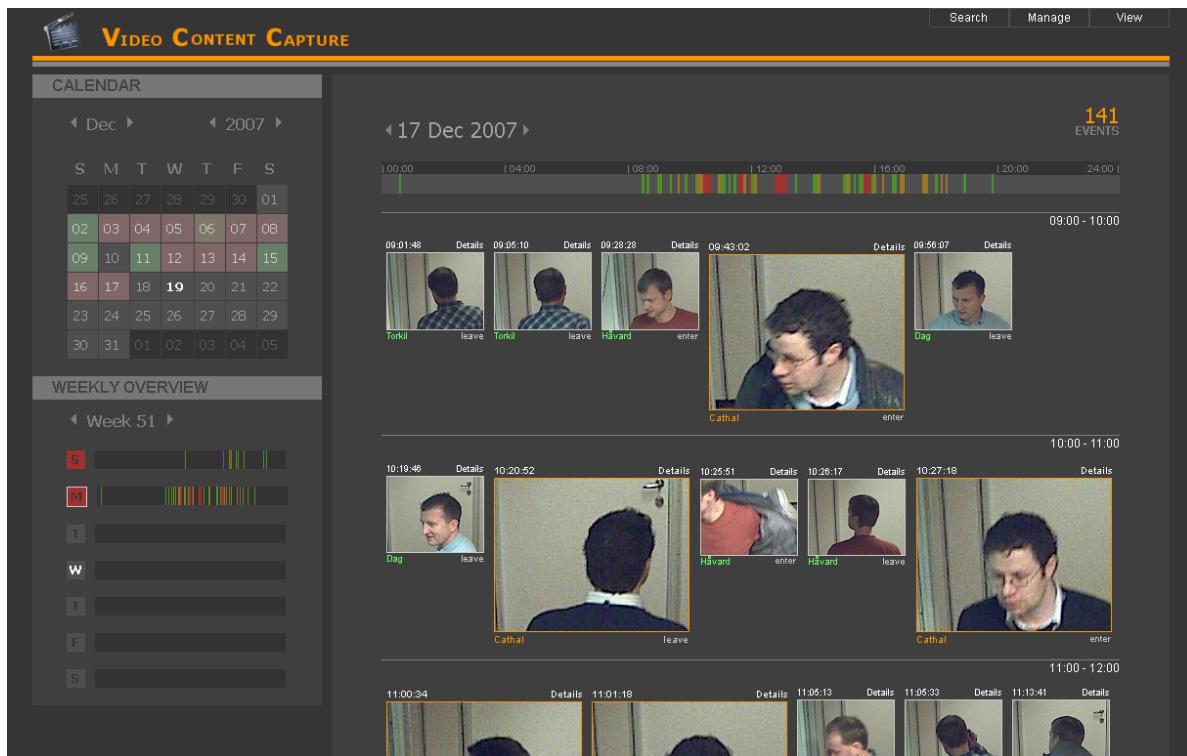 Search Manage View
VIDEO CONTENT CAPTURE
CALENDAR
Dec 2007
S M T W T F S
25 26 27 28 29 30 01
02 03 04 05 06 07 08
09 10 11 12 13 14 15
16 17 18 19 20 21 22
23 24 25 26 27 28 29
30 31 01 02 03 04 05
WEEKLY OVERVIEW
Week 51
S
M
T
W
T
F
S
17 Dec 2007
141
EVENTS
00:00 04:00 08:00 12:00 16:00 20:00 24:00
09:00 - 10:00
09:01:48 Details 09:05:10 Details 09:28:28 Details 09:43:02 Details 09:56:07 Details
Torkil leave Torkil leave Håvard enter Cathal enter Dag leave
10:00 - 11:00
10:19:46 Details 10:20:52 Details 10:25:51 Details 10:26:17 Details 10:27:18 Details
Dag leave Cathal leave Håvard enter Håvard leave Cathal enter
11:00 - 12:00
11:00:34 Details 11:01:18 Details 11:05:13 Details 11:05:33 Details 11:13:41 Details